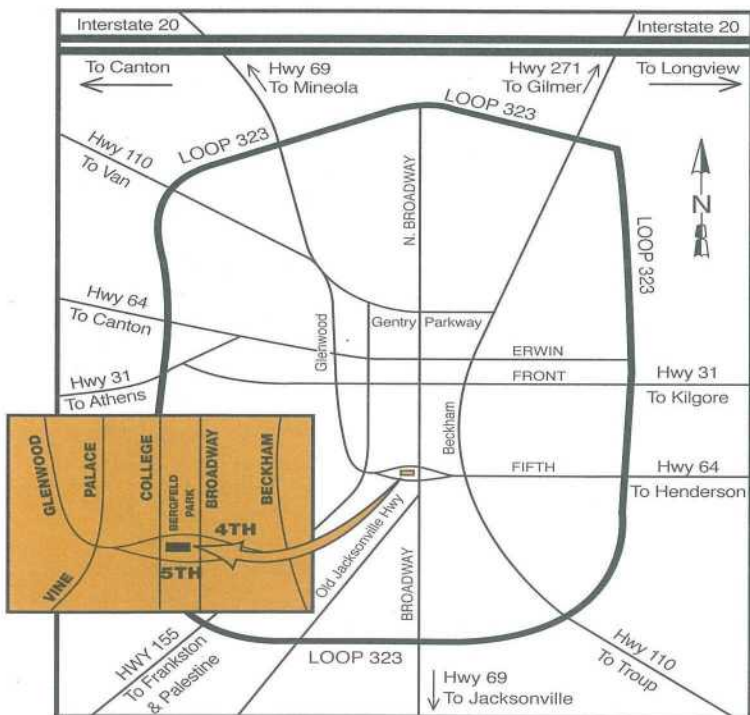 Interstate 20
Interstate 20
To Canton
Hwy 69
To Mineola
Hwy 271
To Gilmer
To Longview
LOOP 323
LOOP 323
Hwy 110
To Van
N. BROADWAY
N
LOOP 323
Hwy 64
To Canton
Glenwood
Gentry Parkway
ERWIN
FRONT
Hwy 31
To Athens
Hwy 31
To Kilgore
Beckham
FIFTH
Hwy 64
To Henderson
GLENWOOD
PALACE
COLLEGE
BERGFELD
PARK
BROADWAY
BECKHAM
4TH
5TH
VINE
Old Jacksonville Hwy
BROADWAY
HWY 155
To Frankston
& Palestine
LOOP 323
Hwy 69
To Jacksonville
Hwy 110
To Troup